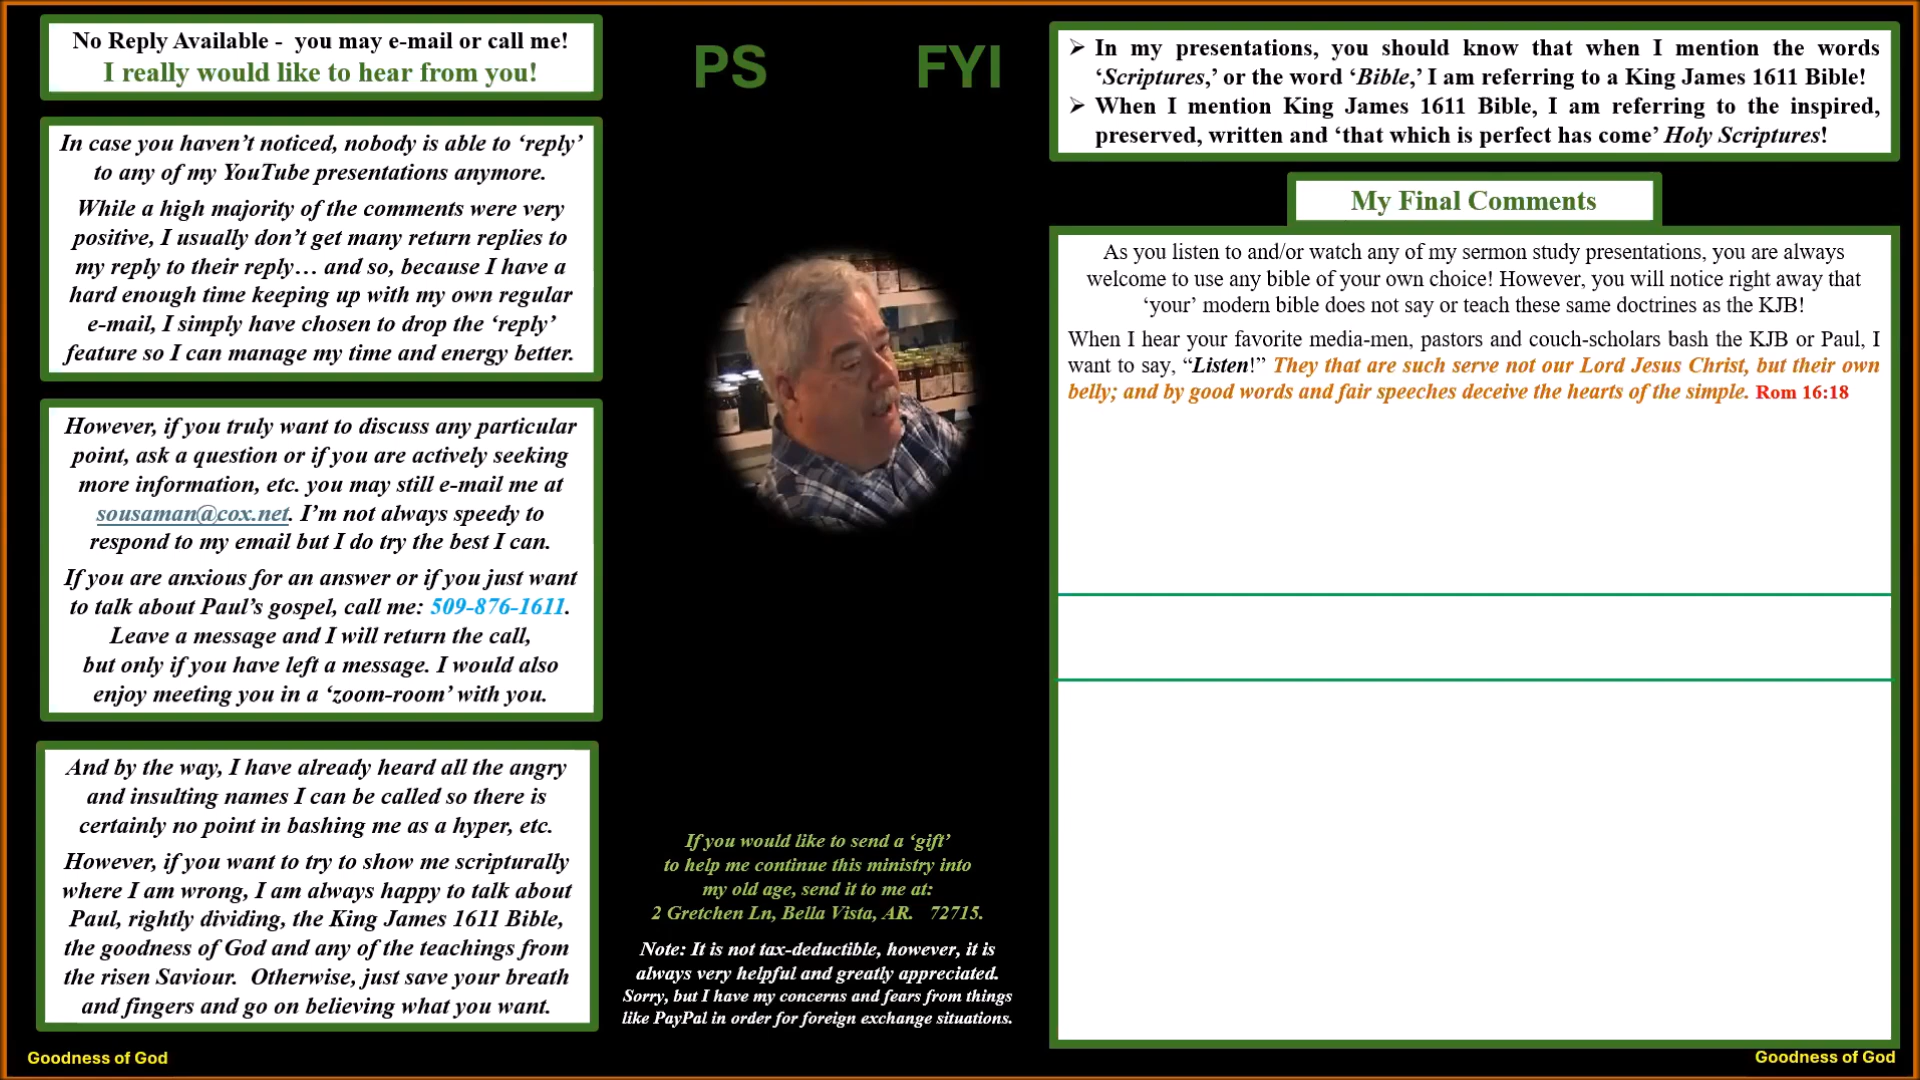 No Reply Available -  you may e-mail or call me!
I really would like to hear from you!
In case you haven’t noticed, nobody is able to ‘reply’
to any of my YouTube presentations anymore.
While a high majority of the comments were very
positive, I usually don’t get many return replies to
my reply to their reply… and so, because I have a
hard enough time keeping up with my own regular
e-mail, I simply have chosen to drop the ‘reply’
feature so I can manage my time and energy better.
However, if you truly want to discuss any particular
point, ask a question or if you are actively seeking
more information, etc. you may still e-mail me at
sousaman@cox.net. I’m not always speedy to
respond to my email but I do try the best I can.
If you are anxious for an answer or if you just want
to talk about Paul’s gospel, call me: 509-876-1611.
Leave a message and I will return the call,
but only if you have left a message. I would also
enjoy meeting you in a ‘zoom-room’ with you.
And by the way, I have already heard all the angry
and insulting names I can be called so there is
certainly no point in bashing me as a hyper, etc.
However, if you want to try to show me scripturally
where I am wrong, I am always happy to talk about
Paul, rightly dividing, the King James 1611 Bible,
the goodness of God and any of the teachings from
the risen Saviour.  Otherwise, just save your breath
and fingers and go on believing what you want.
Goodness of God
PS FYI
If you would like to send a ‘gift’
to help me continue this ministry into
my old age, send it to me at:
2 Gretchen Ln, Bella Vista, AR.   72715.
Note: It is not tax-deductible, however, it is
always very helpful and greatly appreciated.
Sorry, but I have my concerns and fears from things
like PayPal in order for foreign exchange situations.
➢ In my presentations, you should know that when I mention the words
‘Scriptures,’ or the word ‘Bible,’ I am referring to a King James 1611 Bible!
➢ When I mention King James 1611 Bible, I am referring to the inspired,
preserved, written and ‘that which is perfect has come’ Holy Scriptures!
My Final Comments
As you listen to and/or watch any of my sermon study presentations, you are always
welcome to use any bible of your own choice! However, you will notice right away that
‘your’ modern bible does not say or teach these same doctrines as the KJB!
When I hear your favorite media-men, pastors and couch-scholars bash the KJB or Paul, I
want to say, “Listen!” They that are such serve not our Lord Jesus Christ, but their own
belly; and by good words and fair speeches deceive the hearts of the simple. Rom 16:18
Goodness of God